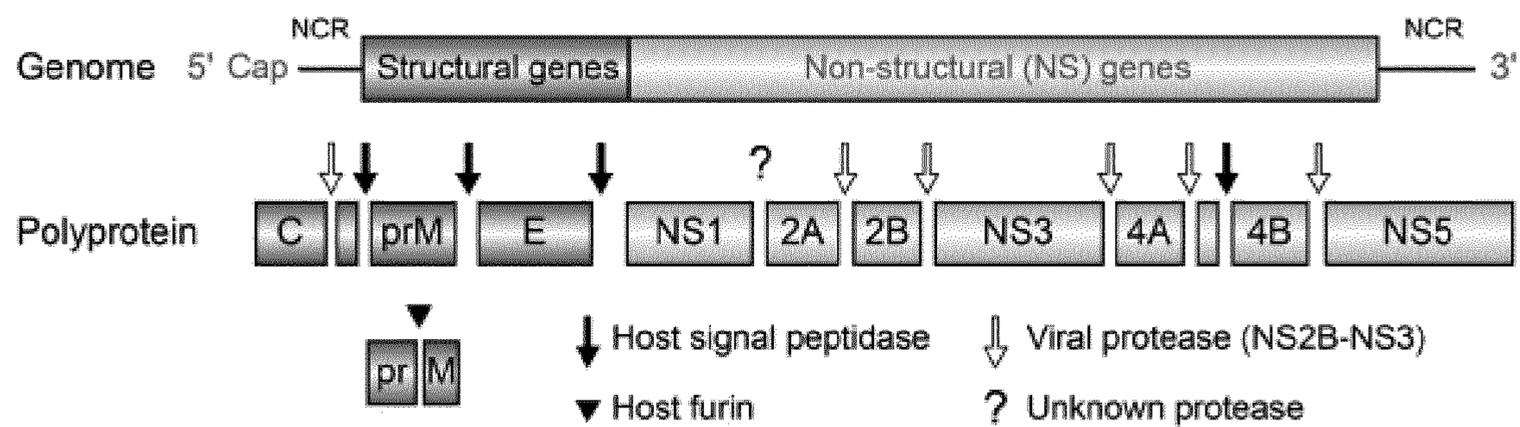 NCR NCR
Genome 5' Cap Structural genes Non-structural (NS) genes 3'
?
Polyprotein C prM E NS1 2A 2B NS3 4A 4B NS5
pr M
Host signal peptidase Viral protease (NS2B-NS3)
Host furin ? Unknown protease